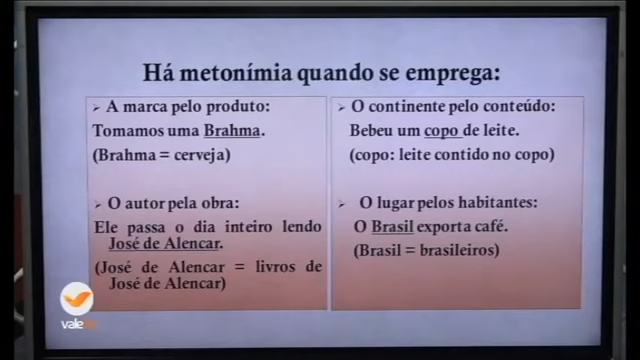 Há metonímia quando se emprega:
➢ A marca pelo produto:
Tomamos uma Brahma.
(Brahma = cerveja)
➢ O autor pela obra:
Ele passa o dia inteiro lendo
José de Alencar.
(José de Alencar = livros de
José de Alencar)
➢ O continente pelo conteúdo:
Bebeu um copo de leite.
(copo: leite contido no copo)
➢ O lugar pelos habitantes:
O Brasil exporta café.
(Brasil = brasileiros)